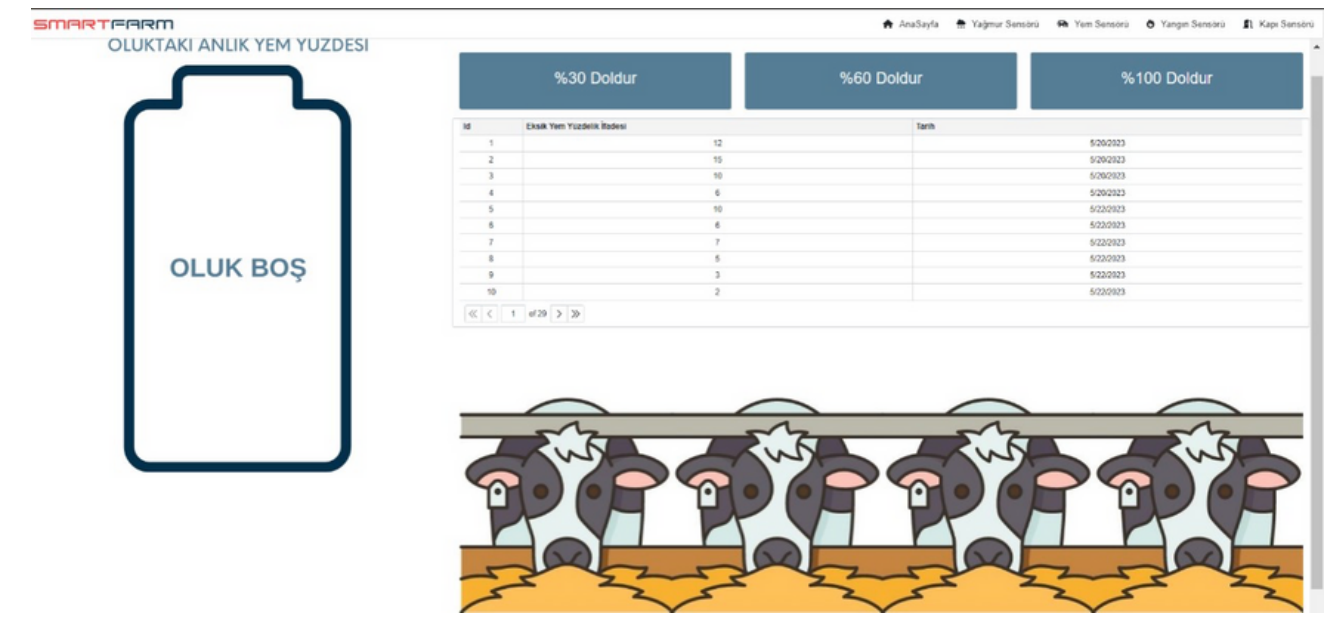 SMARTFARM
AnaSayfa Yağmur Sensörü Yem Sensörü Yangın Sensörü Kapı Sensörü
OLUKTAKİ ANLIK YEM YÜZDESİ
%30 Doldur %60 Doldur %100 Doldur
Id Eksik Yem Yüzdelik İfadesi Tarih
1 12 5/20/2023
2 15 5/20/2023
3 10 5/20/2023
4 6 5/20/2023
5 10 5/22/2023
6 6 5/22/2023
7 7 5/22/2023
8 5 5/22/2023
9 3 5/22/2023
10 2 5/22/2023
1 of 29
OLUK BOŞ